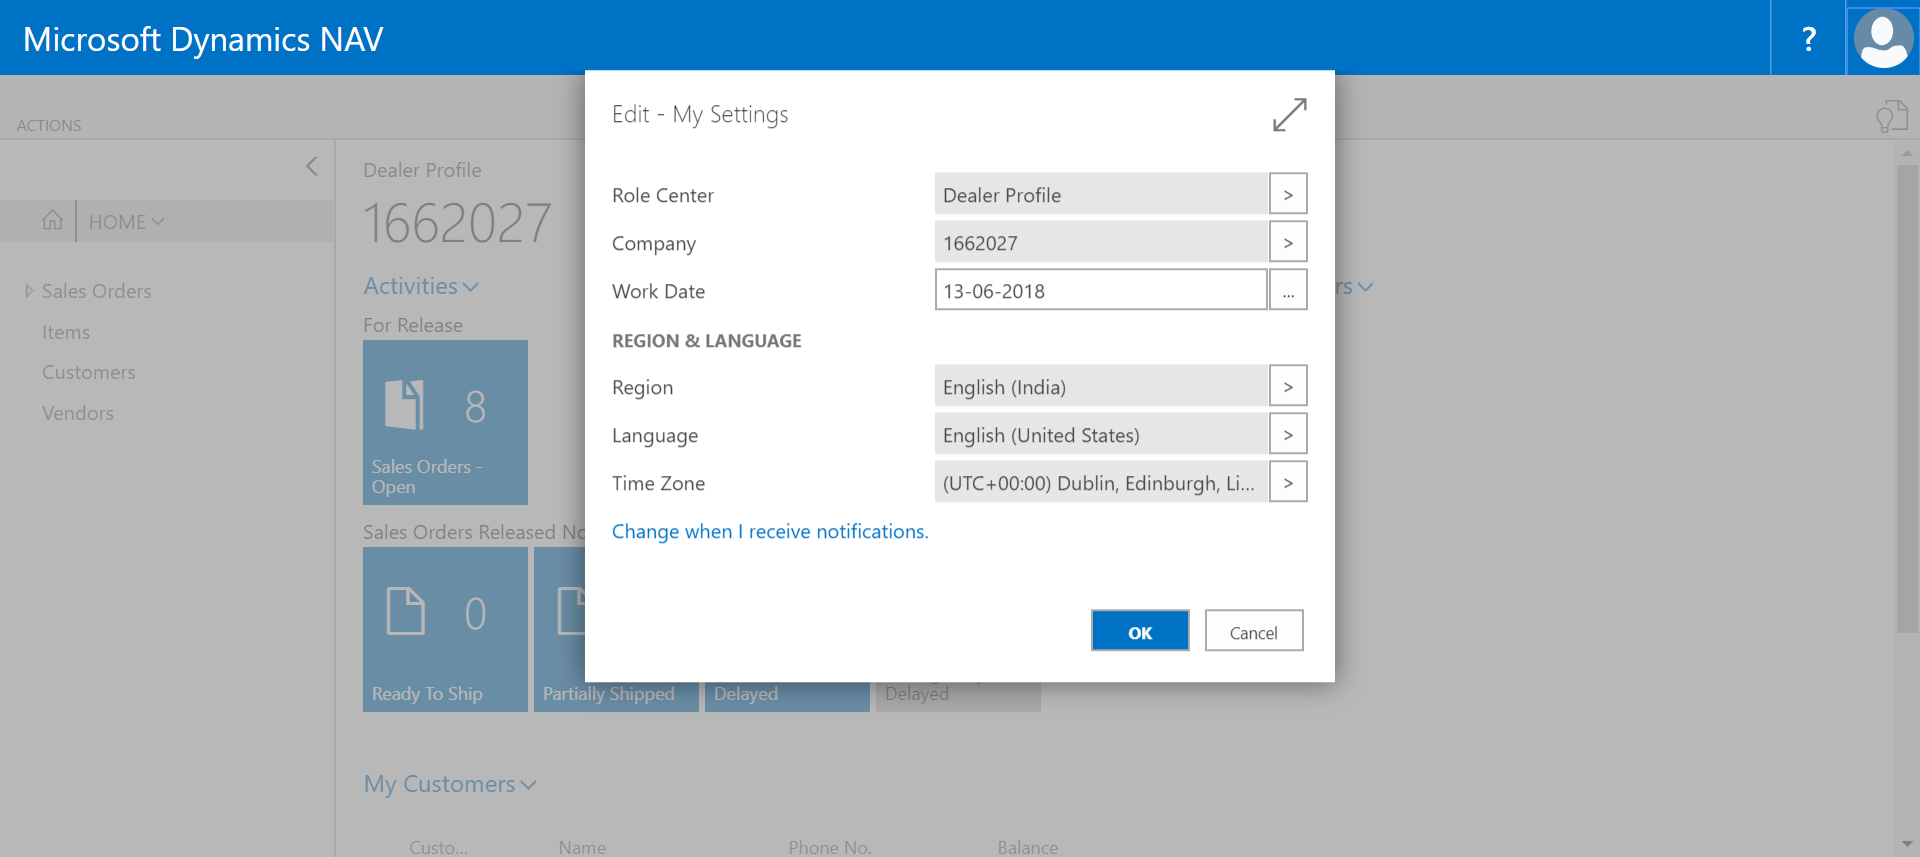 Microsoft Dynamics NAV
?
ACTIONS
HOME
Sales Orders
Items
Customers
Vendors
Dealer Profile
1662027
Activities
For Release
8
Sales Orders -
Open
Sales Orders Released
0
Ready To Ship
Partially Shipped
Delayed
Delayed
My Customers
Custo...
Name
Phone No.
Balance
Edit - My Settings
Role Center
Dealer Profile
>
Company
1662027
>
Work Date
13-06-2018
...
REGION & LANGUAGE
Region
English (India)
>
Language
English (United States)
>
Time Zone
(UTC+00:00) Dublin, Edinburgh, Li...
>
Change when I receive notifications.
OK
Cancel